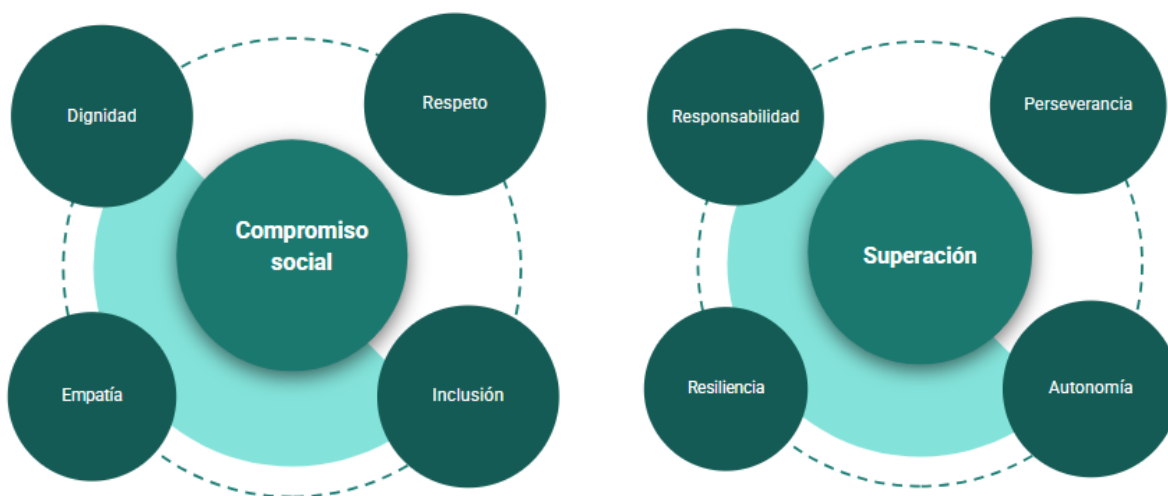 Dignidad
Respeto
Compromiso
social
Empatía
Inclusión
Responsabilidad
Perseverancia
Superación
Resiliencia
Autonomía